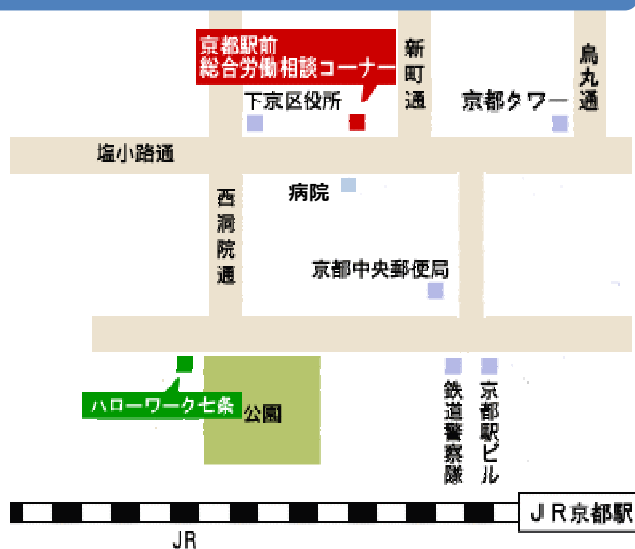 京都駅前
総合労働相談コーナー
新町通
烏丸通
下京区役所
京都タワー
塩小路通
病院
西洞院通
京都中央郵便局
ハローワーク七条
公園
鉄道警察隊
京都駅ビル
JR京都駅
JR